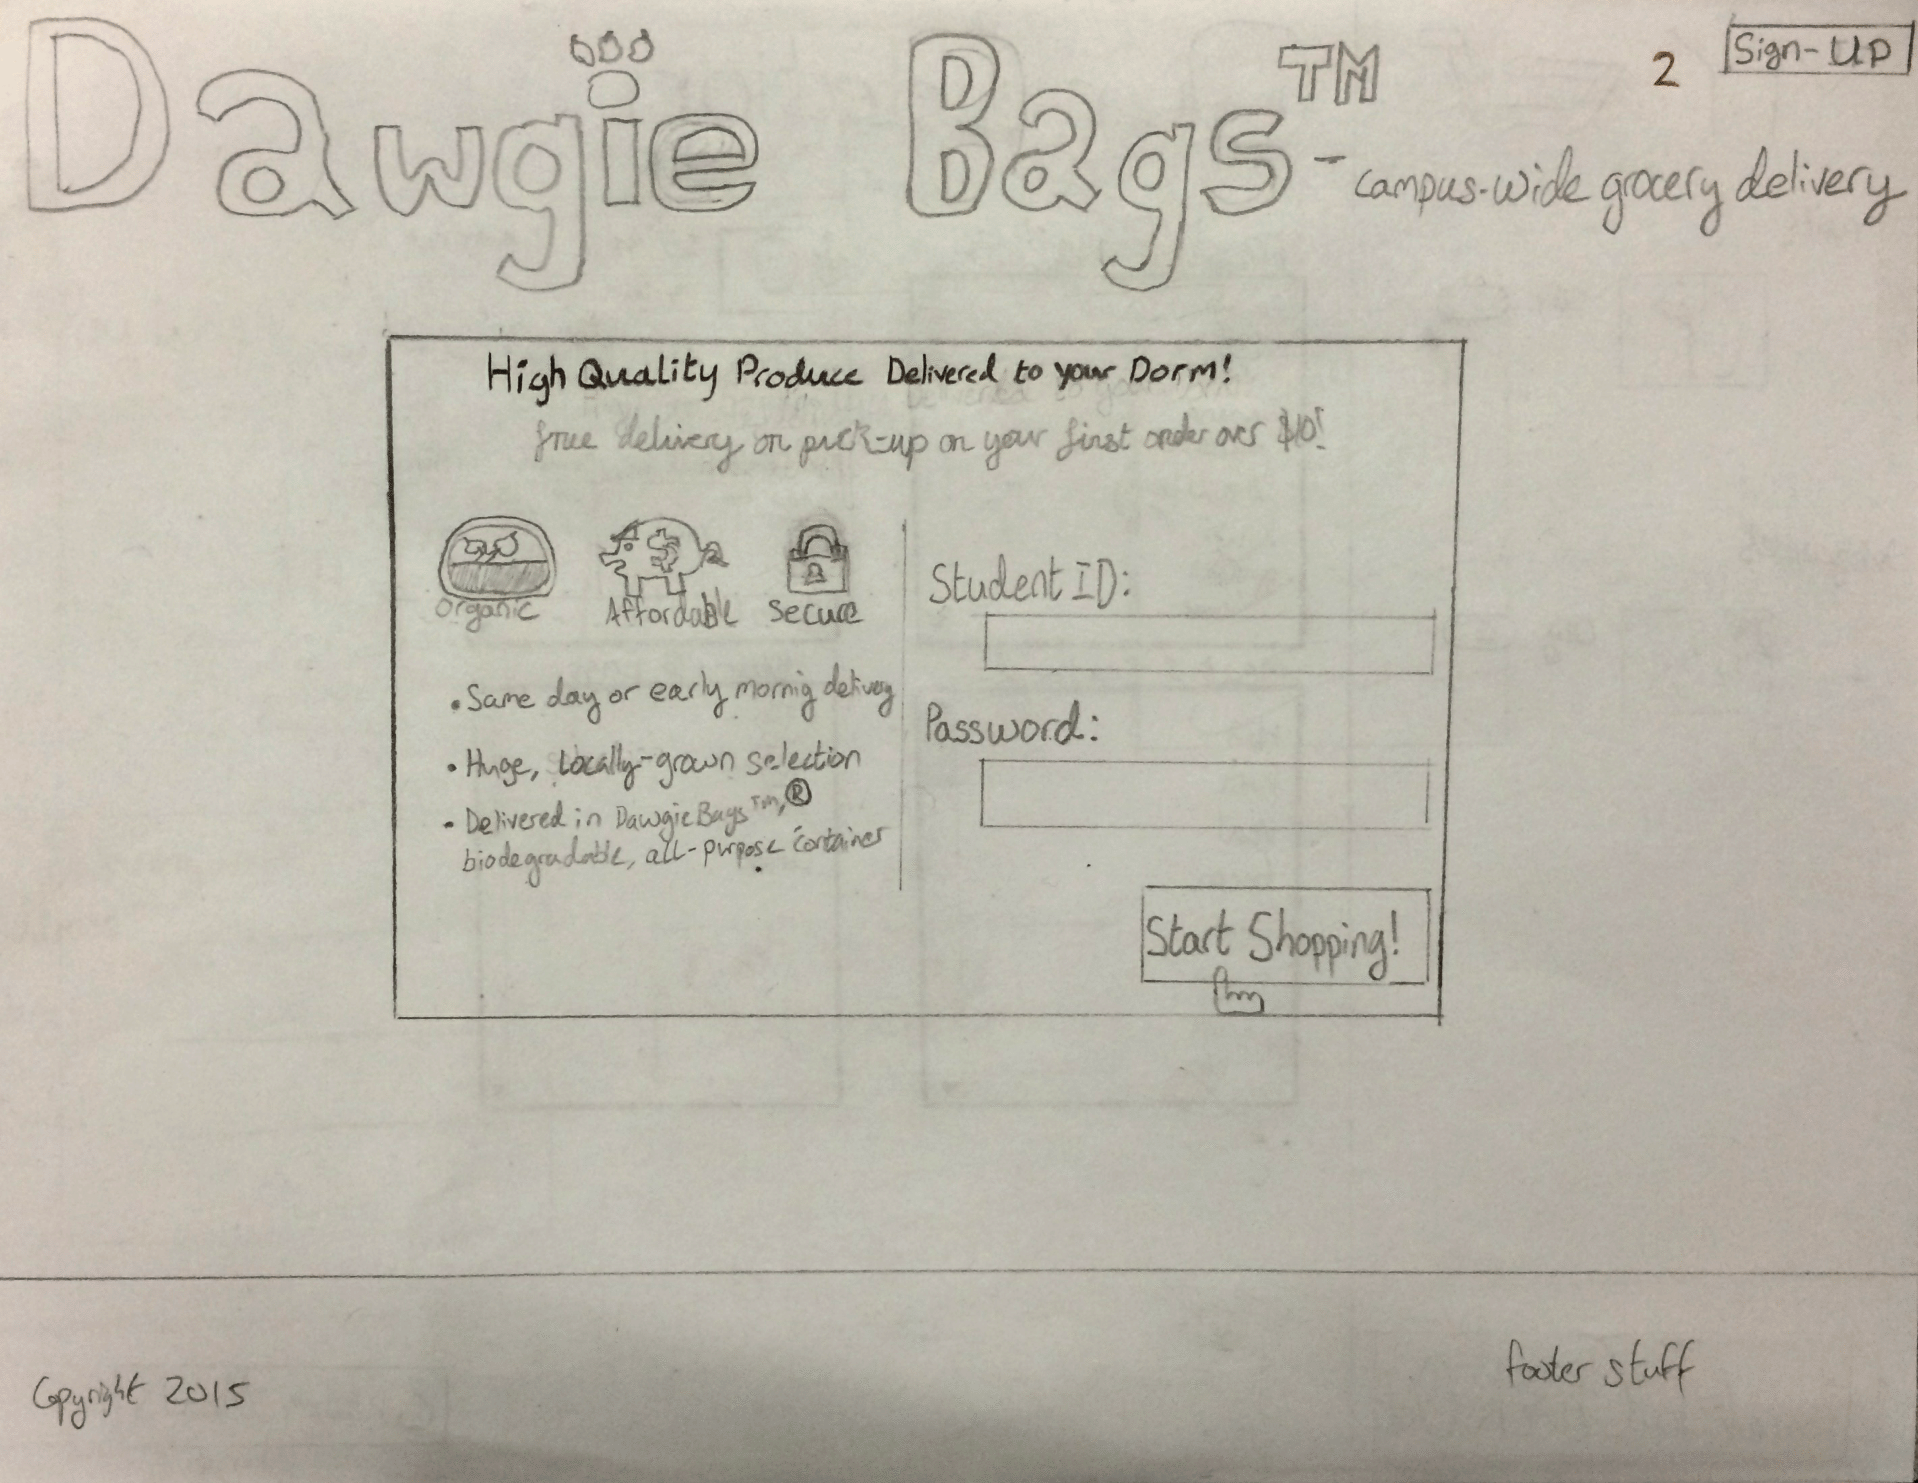 Dawgie Bags™ - campus-wide grocery delivery
2
Sign-Up
High Quality Produce Delivered to your Dorm!
free delivery or pick-up on your first order over $10!
Organic
Affordable
Secure
Student ID:
• Same day or early mornig delivery
Password:
• Huge, locally-grown selection
• Delivered in DawgieBags™,®
biodegradable, all-purpose container
Start Shopping!
Copyright 2015
footer stuff